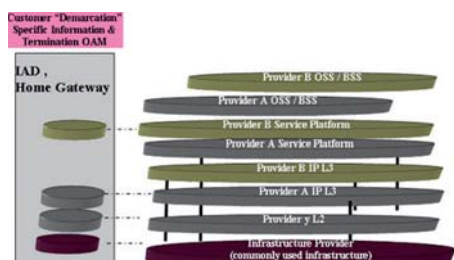 Customer “Demarcation”
Specific Information &
Termination OAM
IAD ,
Home Gateway
Provider B OSS / BSS
Provider A OSS / BSS
Provider B Service Platform
Provider A Service Platform
Provider B IP L3
Provider A IP L3
Provider y L2
Infrastructure Provider
(commonly used infrastructure)